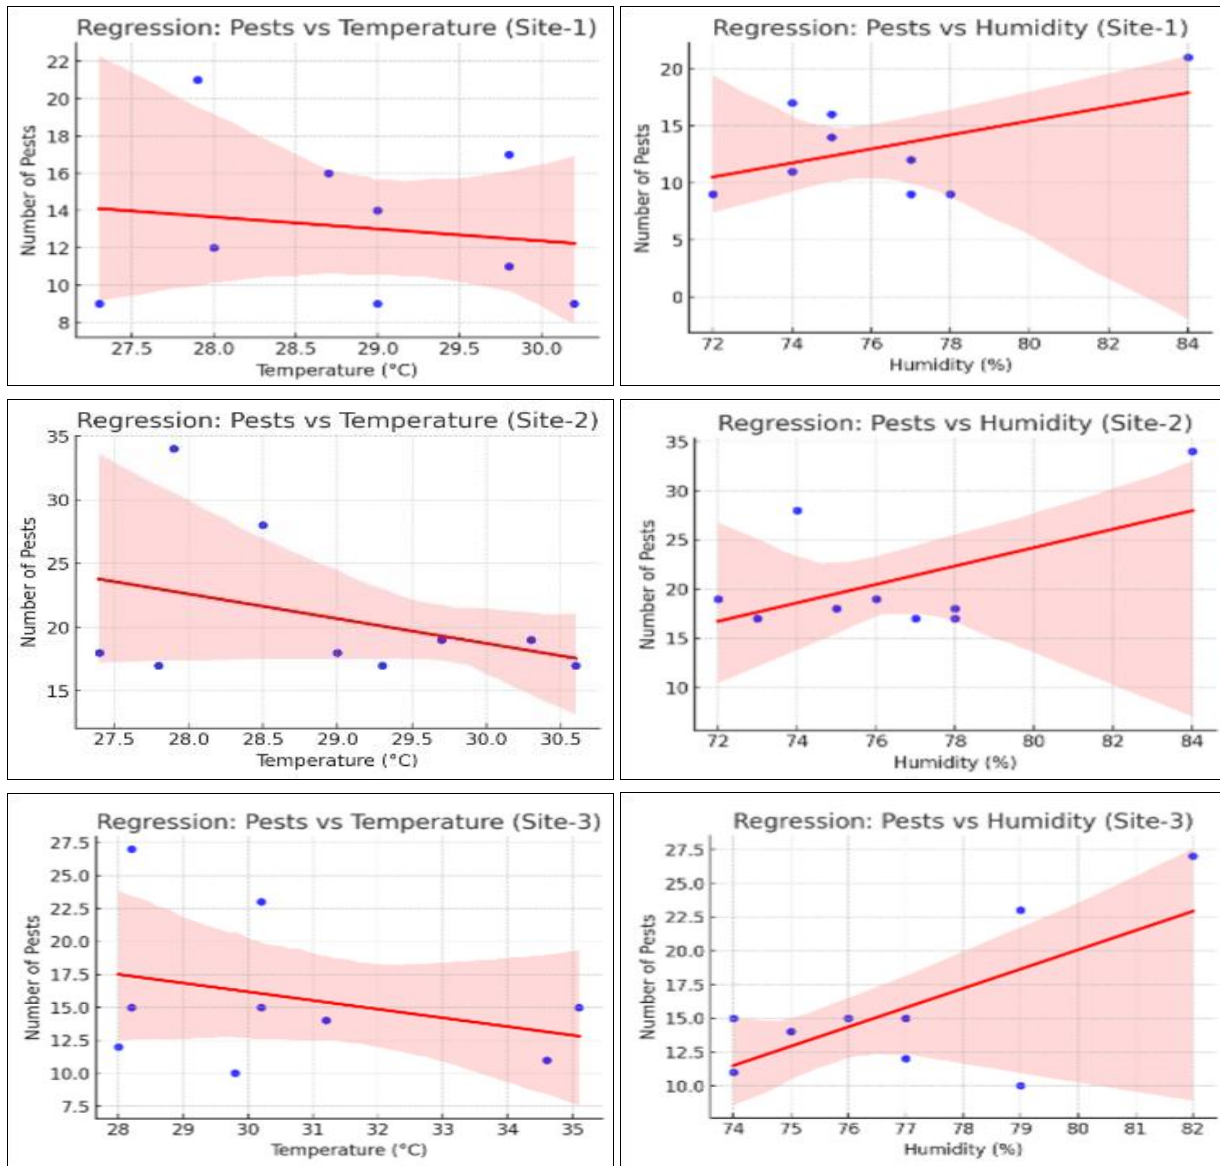 Regression: Pests vs Temperature (Site-1)
Number of Pests
22
20
18
16
14
12
10
8
27.5 28.0 28.5 29.0 29.5 30.0
Temperature (°C)
Regression: Pests vs Humidity (Site-1)
Number of Pests
20
15
10
5
0
72 74 76 78 80 82 84
Humidity (%)
Regression: Pests vs Temperature (Site-2)
Number of Pests
35
30
25
20
15
27.5 28.0 28.5 29.0 29.5 30.0 30.5
Temperature (°C)
Regression: Pests vs Humidity (Site-2)
Number of Pests
35
30
25
20
15
10
72 74 76 78 80 82 84
Humidity (%)
Regression: Pests vs Temperature (Site-3)
Number of Pests
27.5
25.0
22.5
20.0
17.5
15.0
12.5
10.0
7.5
28 29 30 31 32 33 34 35
Temperature (°C)
Regression: Pests vs Humidity (Site-3)
Number of Pests
27.5
25.0
22.5
20.0
17.5
15.0
12.5
10.0
74 75 76 77 78 79 80 81 82
Humidity (%)